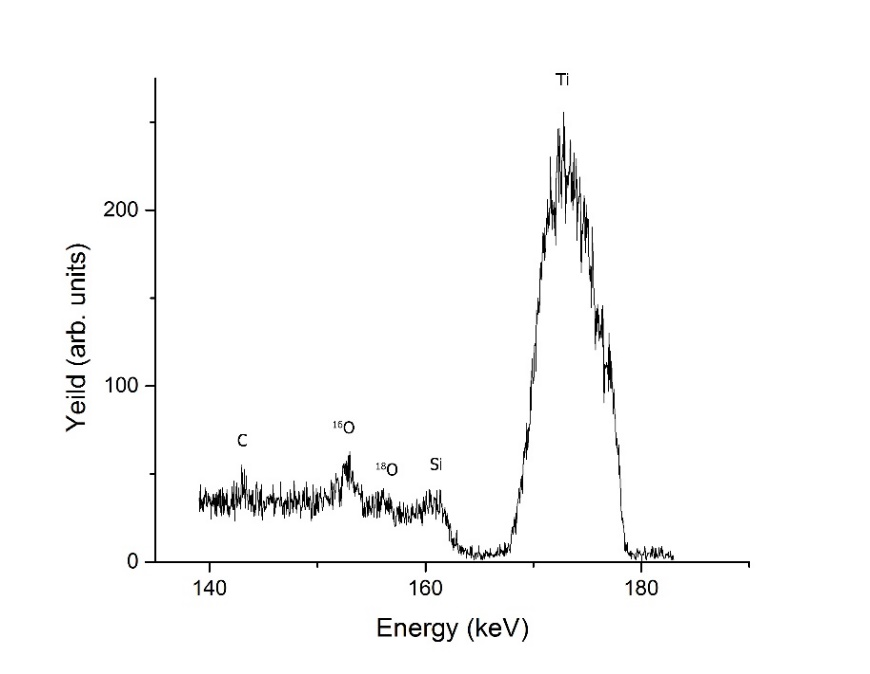 Ti
200
Yeild (arb. units)
100
C
¹⁶O
¹⁸O
Si
0
140
160
180
Energy (keV)